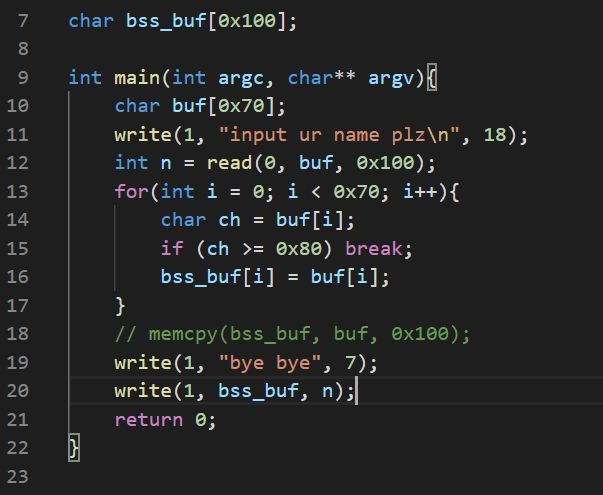 7 char bss_buf[0x100];
8
9 int main(int argc, char** argv){
10 char buf[0x70];
11 write(1, "input ur name plz\n", 18);
12 int n = read(0, buf, 0x100);
13 for(int i = 0; i < 0x70; i++){
14 char ch = buf[i];
15 if (ch >= 0x80) break;
16 bss_buf[i] = buf[i];
17 }
18 // memcpy(bss_buf, buf, 0x100);
19 write(1, "bye bye", 7);
20 write(1, bss_buf, n);
21 return 0;
22 }
23